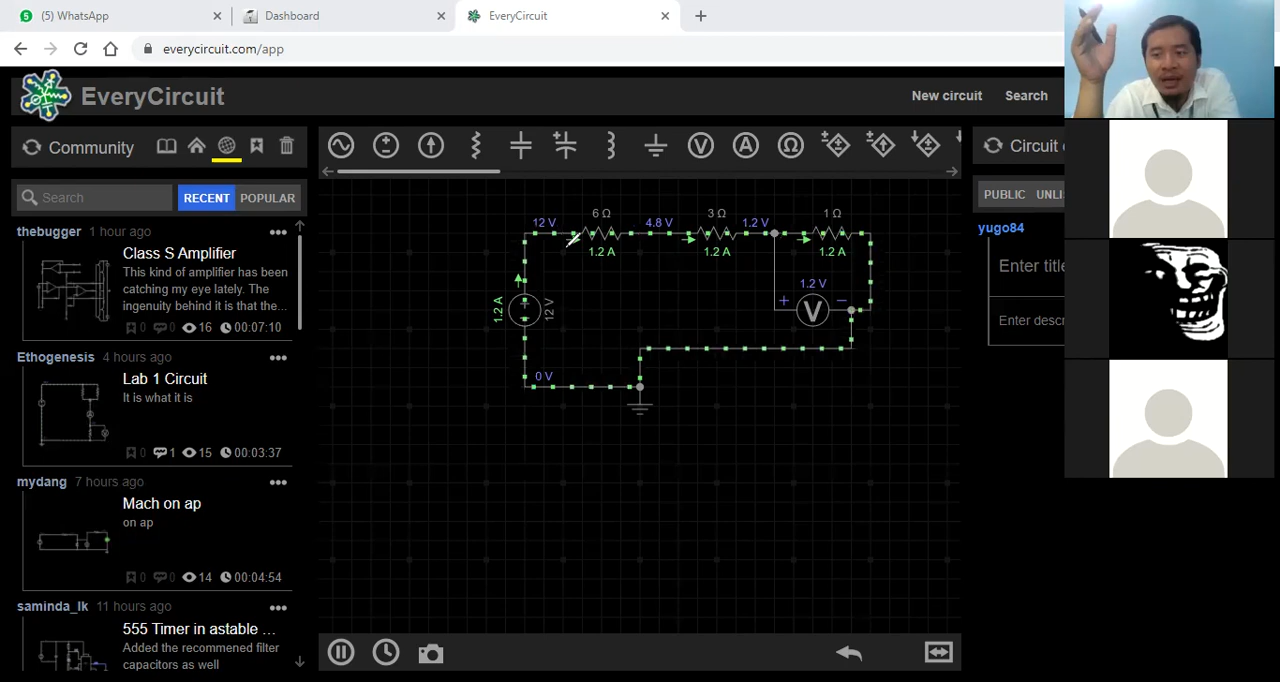 5 (5) WhatsApp
Dashboard
EveryCircuit
everycircuit.com/app
EveryCircuit
New circuit Search
Community
Search RECENT POPULAR
thebugger 1 hour ago
Class S Amplifier
This kind of amplifier has been
catching my eye lately. The
ingenuity behind it is that the...
0 0 16 00:07:10
Ethogenesis 4 hours ago
Lab 1 Circuit
It is what it is
0 1 15 00:03:37
mydang 7 hours ago
Mach on ap
on ap
0 0 14 00:04:54
saminda_lk 11 hours ago
555 Timer in astable ...
Added the recommened filter
capacitors as well
V A Ω
12 V 6 Ω 4.8 V 3 Ω 1.2 V 1 Ω
1.2 A 1.2 A 1.2 A
1.2 V
1.2 A + 12 V + V −
0 V
Circuit
PUBLIC UNLI
yugo84
Enter title
Enter descr